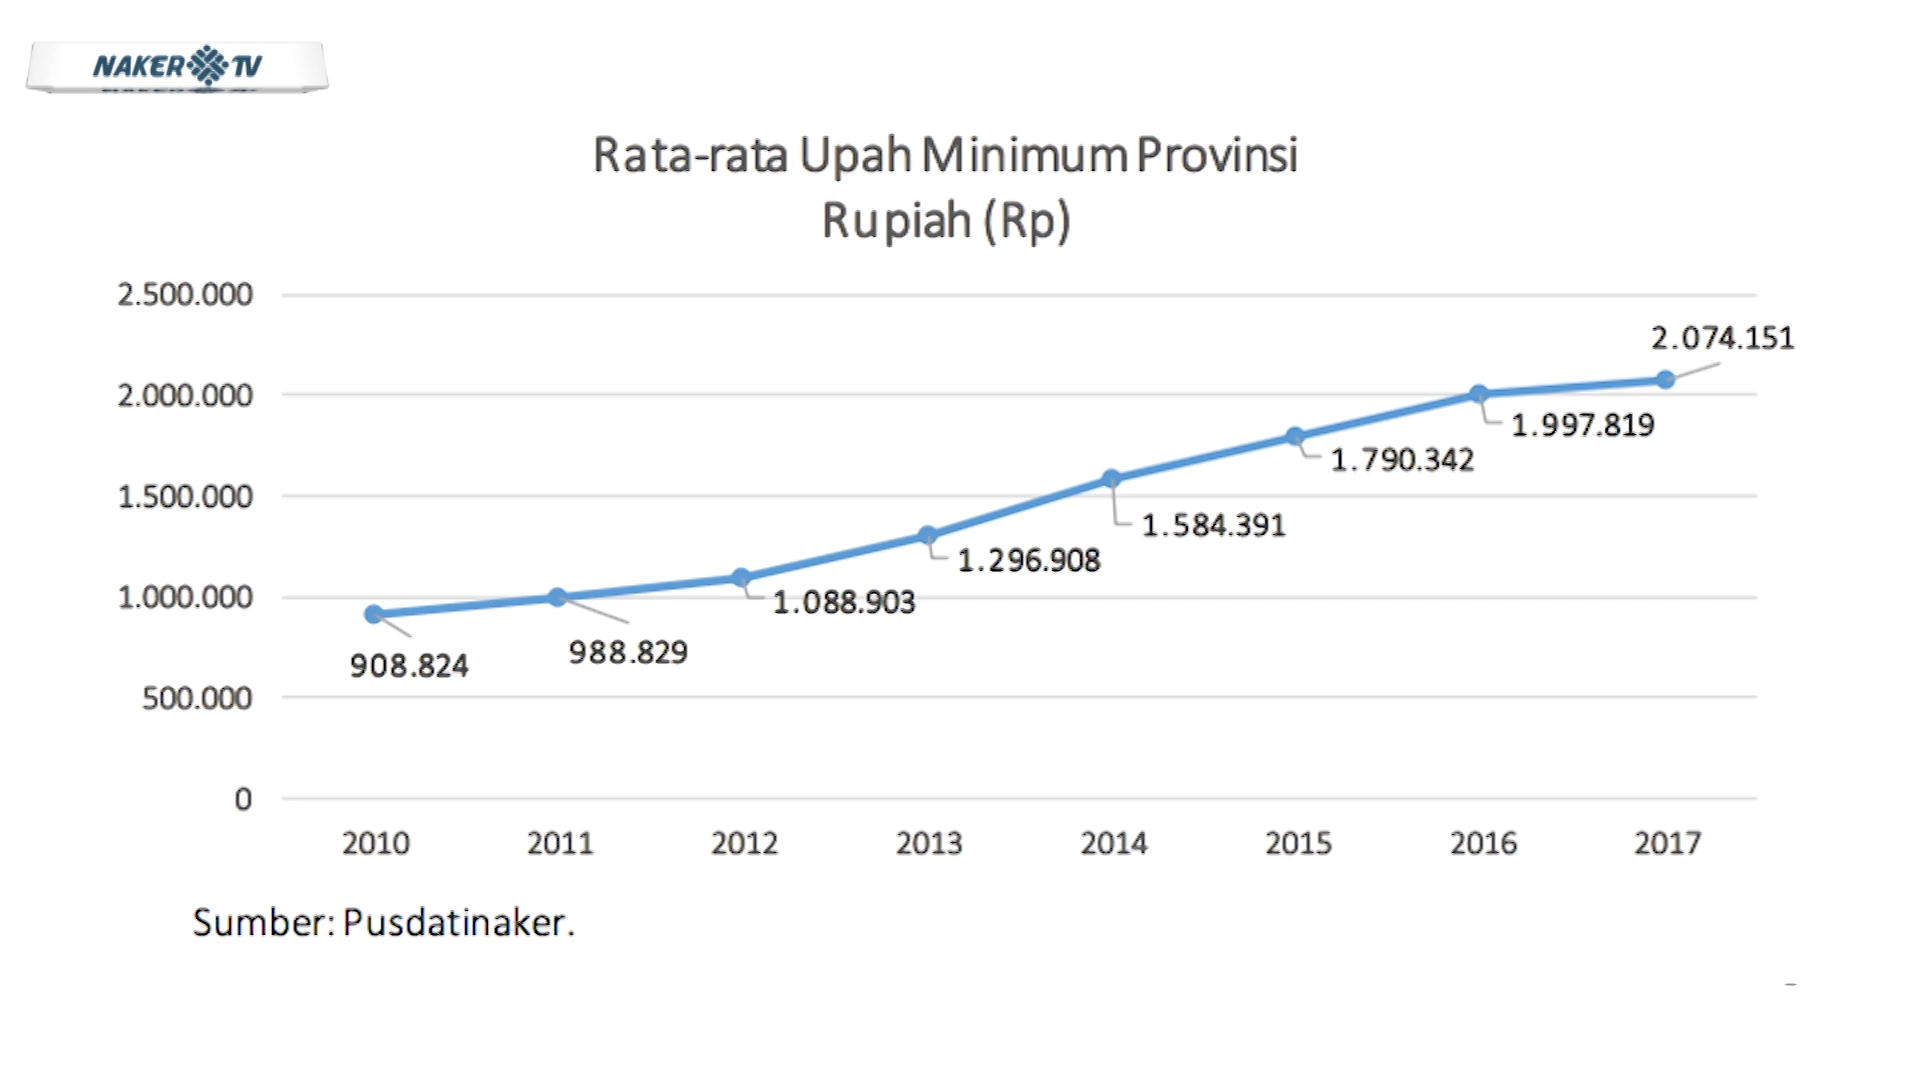 NAKER TV
Rata-rata Upah Minimum Provinsi
Rupiah (Rp)
2.500.000
2.000.000
1.500.000
1.000.000
500.000
0
908.824
988.829
1.088.903
1.296.908
1.584.391
1.790.342
1.997.819
2.074.151
2010 2011 2012 2013 2014 2015 2016 2017
Sumber: Pusdatinaker.